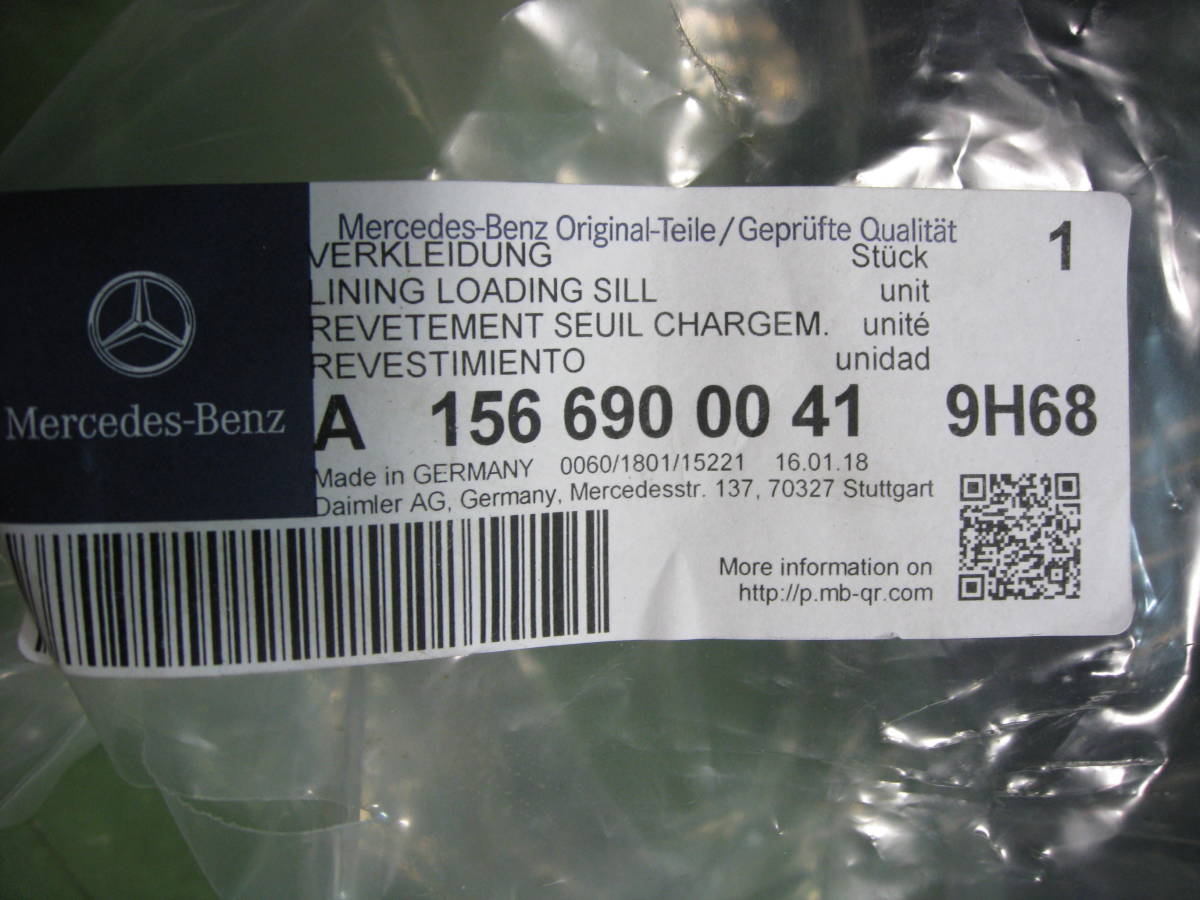 Mercedes-Benz
Mercedes-Benz Original-Teile/Geprüfte Qualität
VERKLEIDUNG Stück 1
LINING LOADING SILL unit
REVETEMENT SEUIL CHARGEM. unité
REVESTIMIENTO unidad
A 156 690 00 41 9H68
Made in GERMANY 0060/1801/15221 16.01.18
Daimler AG, Germany, Mercedesstr. 137, 70327 Stuttgart
More information on
http://p.mb-qr.com